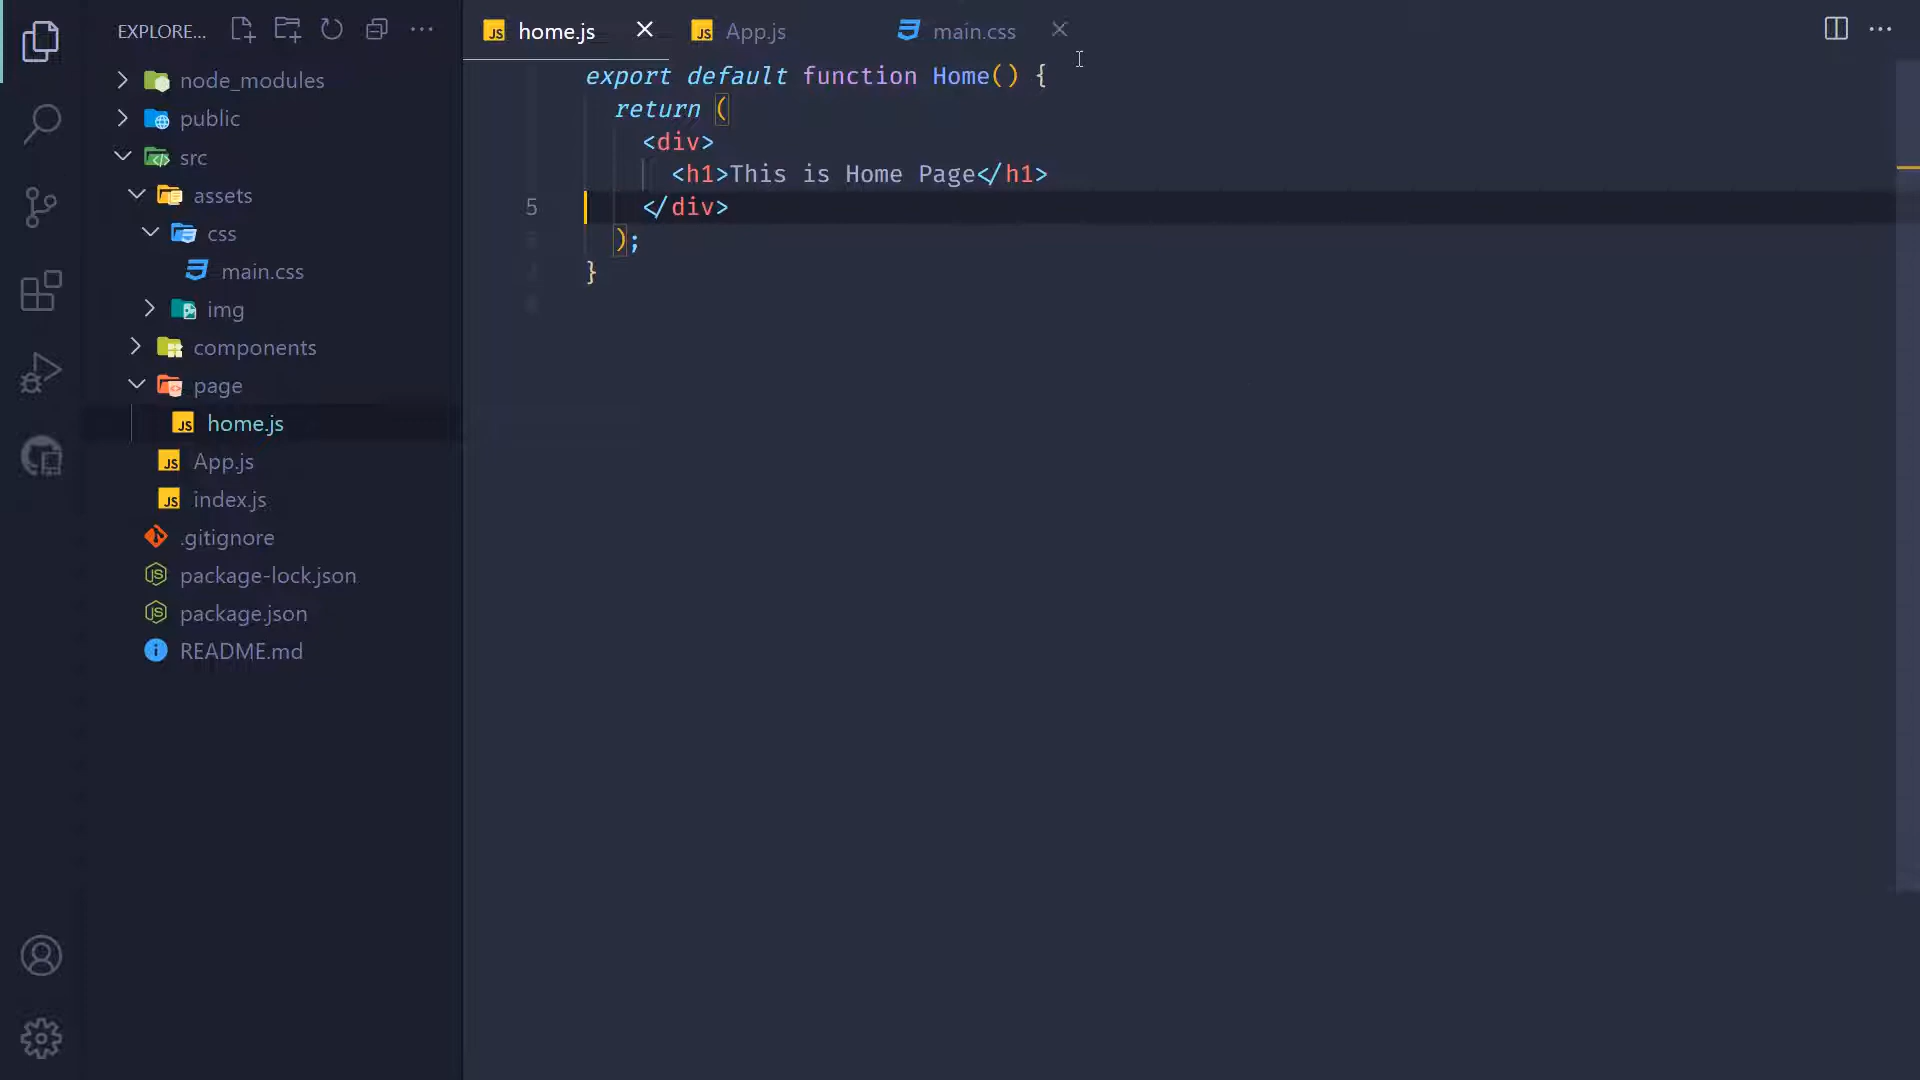 EXPLORE...
node_modules
public
src
assets
css
main.css
img
components
page
home.js
App.js
index.js
.gitignore
package-lock.json
package.json
README.md
home.js
App.js
main.css
export default function Home() {
return (
<div>
<h1>This is Home Page</h1>
5 </div>
);
}